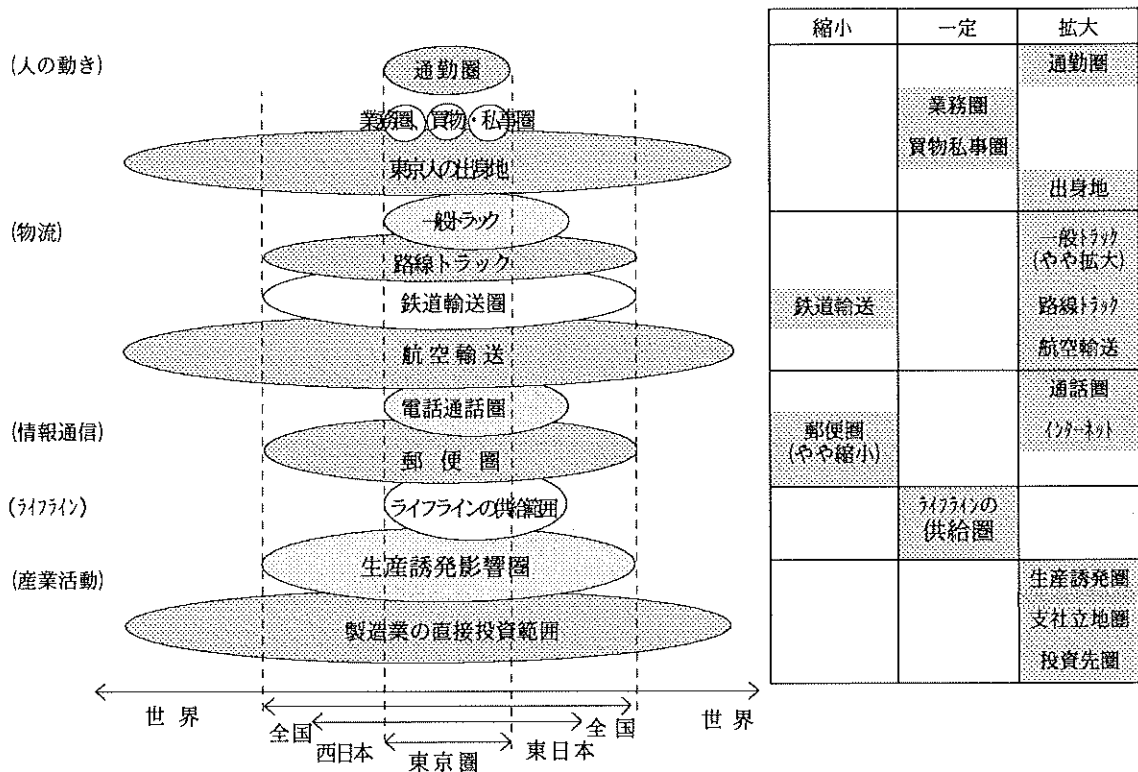 縮小 一定 拡大
(人の動き)
通勤圏
業務圏、買物・私事圏
東京人の出身地
(物流)
一般トラック
路線トラック
鉄道輸送圏
航空輸送
(情報通信)
電話通話圏
郵便圏
(ライフライン)
ライフラインの供給範囲
(産業活動)
生産誘発影響圏
製造業の直接投資範囲
世界 世界
全国 全国
西日本 東日本
東京圏
通勤圏
業務圏
買物私事圏
出身地
一般トラック
(やや拡大)
鉄道輸送 路線トラック
航空輸送
通話圏
郵便圏 インターネット
(やや縮小)
ライフラインの
供給圏
生産誘発圏
支社立地圏
投資先圏